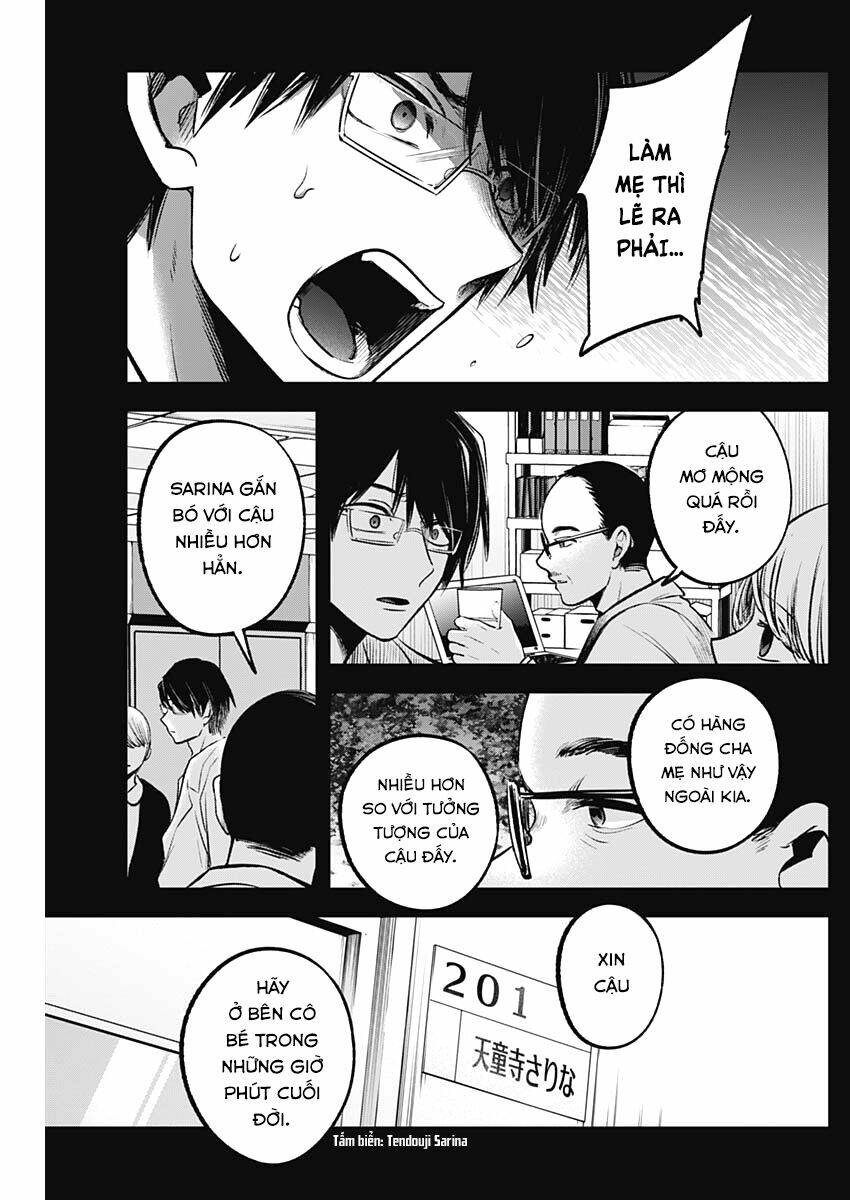 LÀM
MẸ THÌ
LẼ RA
PHẢI...
CẬU
MƠ MỘNG
QUÁ RỒI
ĐẤY.
SARINA GẮN
BÓ VỚI CẬU
NHIỀU HƠN
HẲN.
CÓ HÀNG
ĐỐNG CHA
MẸ NHƯ VẬY
NGOÀI KIA.
NHIỀU HƠN
SO VỚI TƯỞNG
TƯỢNG CỦA
CẬU ĐẤY.
XIN
CẬU
201
天童寺さりな
HÃY
Ở BÊN CÔ
BÉ TRONG
NHỮNG GIỜ
PHÚT CUỐI
ĐỜI.
Tấm biển: Tendouji Sarina